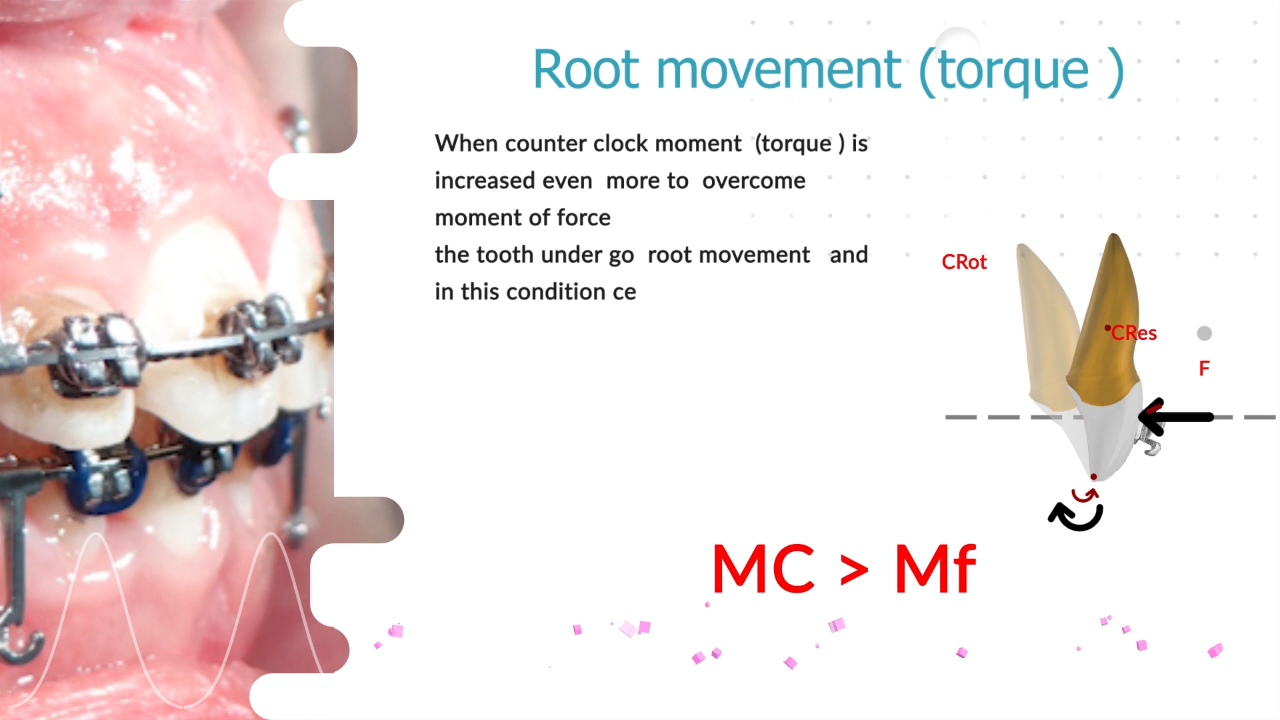 Root movement (torque )
When counter clock moment  (torque ) is
increased even  more to  overcome
moment of force
the tooth under go  root movement   and
in this condition ce
CRot
CRes
F
MC > Mf